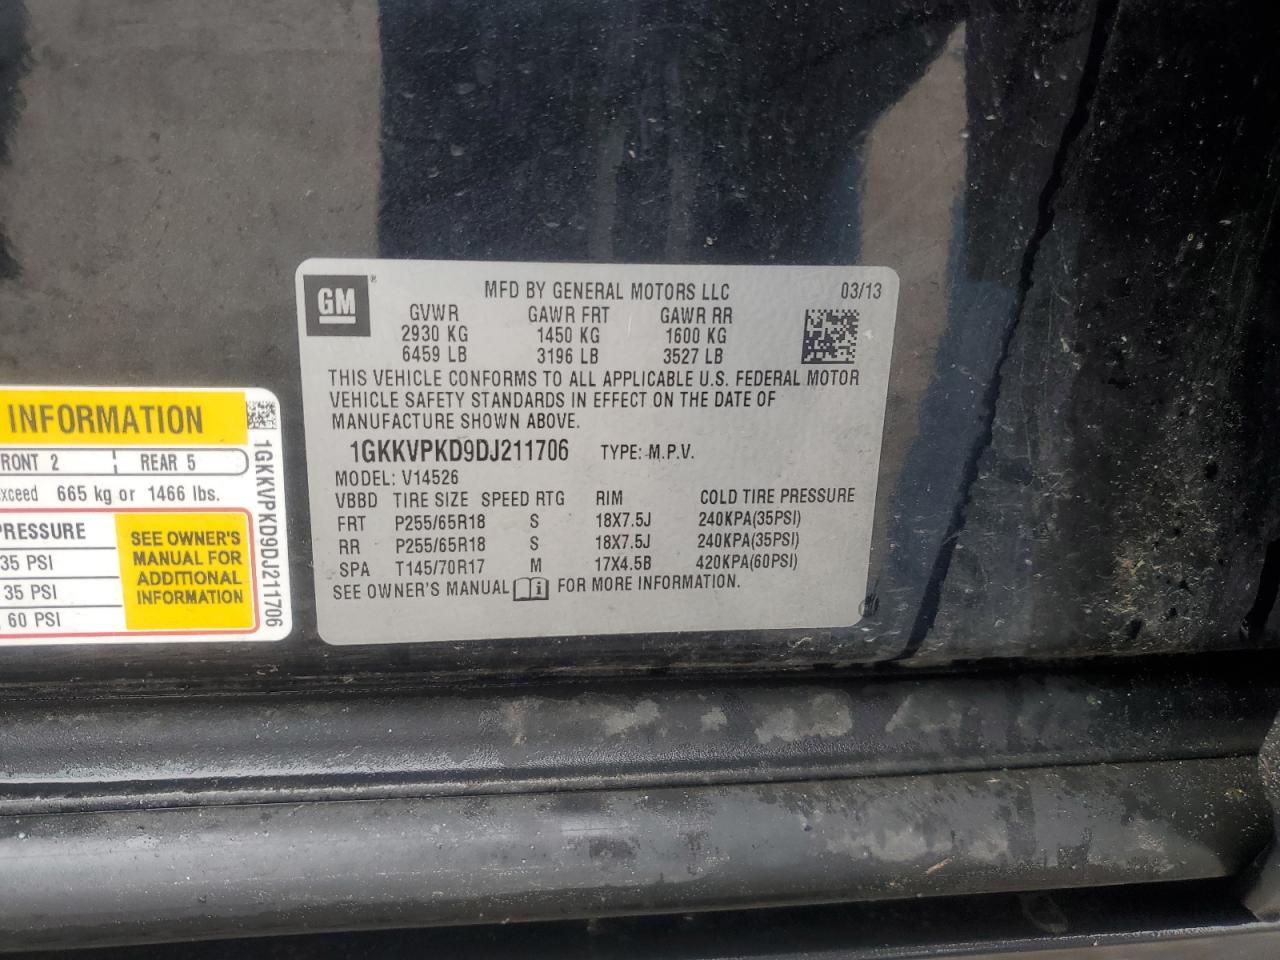 GM
MFD BY GENERAL MOTORS LLC 03/13
GVWR GAWR FRT GAWR RR
2930 KG 1450 KG 1600 KG
6459 LB 3196 LB 3527 LB
THIS VEHICLE CONFORMS TO ALL APPLICABLE U.S. FEDERAL MOTOR
VEHICLE SAFETY STANDARDS IN EFFECT ON THE DATE OF
MANUFACTURE SHOWN ABOVE.
1GKKVPKD9DJ211706 TYPE: M.P.V.
MODEL: V14526
VBBD TIRE SIZE SPEED RTG RIM COLD TIRE PRESSURE
FRT P255/65R18 S 18X7.5J 240KPA(35PSI)
RR P255/65R18 S 18X7.5J 240KPA(35PSI)
SPA T145/70R17 M 17X4.5B 420KPA(60PSI)
SEE OWNER'S MANUAL i FOR MORE INFORMATION.
INFORMATION
RONT 2 REAR 5
xceed 665 kg or 1466 lbs.
PRESSURE
35 PSI
35 PSI
, 60 PSI
SEE OWNER'S
MANUAL FOR
ADDITIONAL
INFORMATION
1GKKVPKD9DJ211706